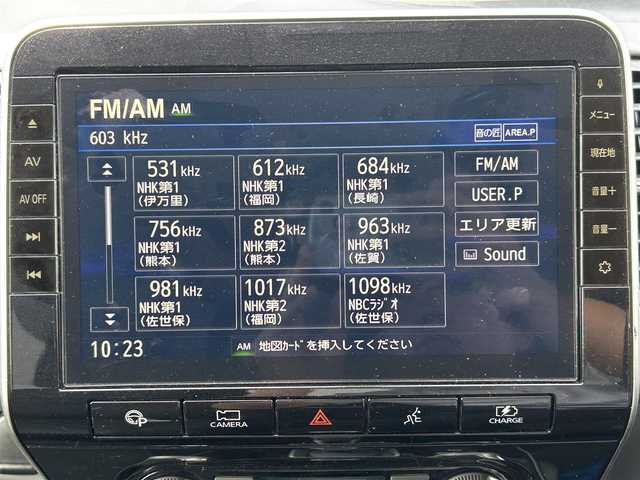 FM/AM AM
603 kHz
音の匠 AREA.P
531kHz
NHK第1
(伊万里)
612kHz
NHK第1
(福岡)
684kHz
NHK第1
(長崎)
FM/AM
756kHz
NHK第1
(熊本)
873kHz
NHK第2
(熊本)
963kHz
NHK第1
(佐賀)
USER.P
エリア更新
981kHz
NHK第1
(佐世保)
1017kHz
NHK第2
(福岡)
1098kHz
NBCラジオ
(佐世保)
Sound
10:23
AM 地図カードを挿入してください
AV
AV OFF
メニュー
現在地
音量＋
音量－
P
CAMERA
CHARGE